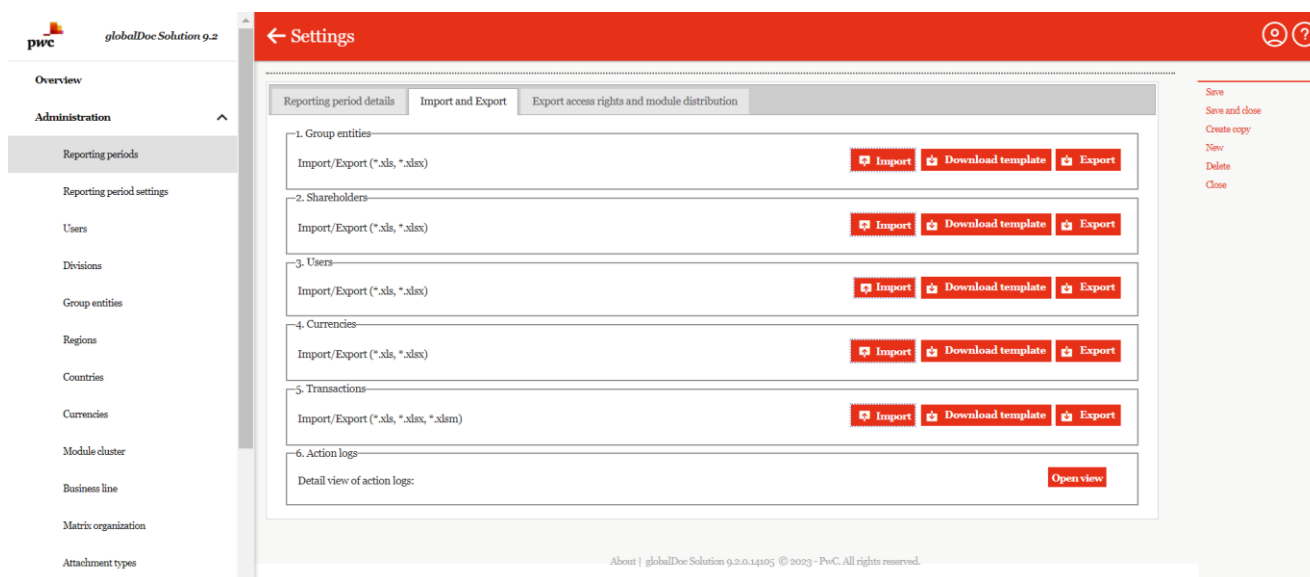 pwc
globalDoc Solution 9.2
Overview
Administration
Reporting periods
Reporting period settings
Users
Divisions
Group entities
Regions
Countries
Currencies
Module cluster
Business line
Matrix organization
Attachment types
Settings
Reporting period details Import and Export Export access rights and module distribution
1. Group entities
Import/Export (*.xls, *.xlsx) Import Download template Export
2. Shareholders
Import/Export (*.xls, *.xlsx) Import Download template Export
3. Users
Import/Export (*.xls, *.xlsx) Import Download template Export
4. Currencies
Import/Export (*.xls, *.xlsx) Import Download template Export
5. Transactions
Import/Export (*.xls, *.xlsx, *.xlsm) Import Download template Export
6. Action logs
Detail view of action logs: Open view
Save
Save and close
Create copy
New
Delete
Close
About | globalDoc Solution 9.2.0.14105 © 2023 - PwC. All rights reserved.